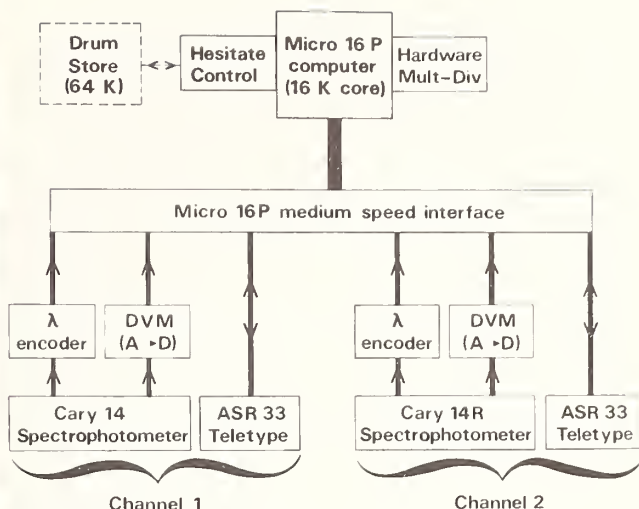 Drum
Store
(64 K)
Hesitate
Control
Micro 16 P
computer
(16 K core)
Hardware
Mult-Div
Micro 16P medium speed interface
λ
encoder
DVM
(A ▸D)
λ
encoder
DVM
(A ▸D)
Cary 14
Spectrophotometer
ASR 33
Teletype
Cary 14R
Spectrophotometer
ASR 33
Teletype
Channel 1
Channel 2